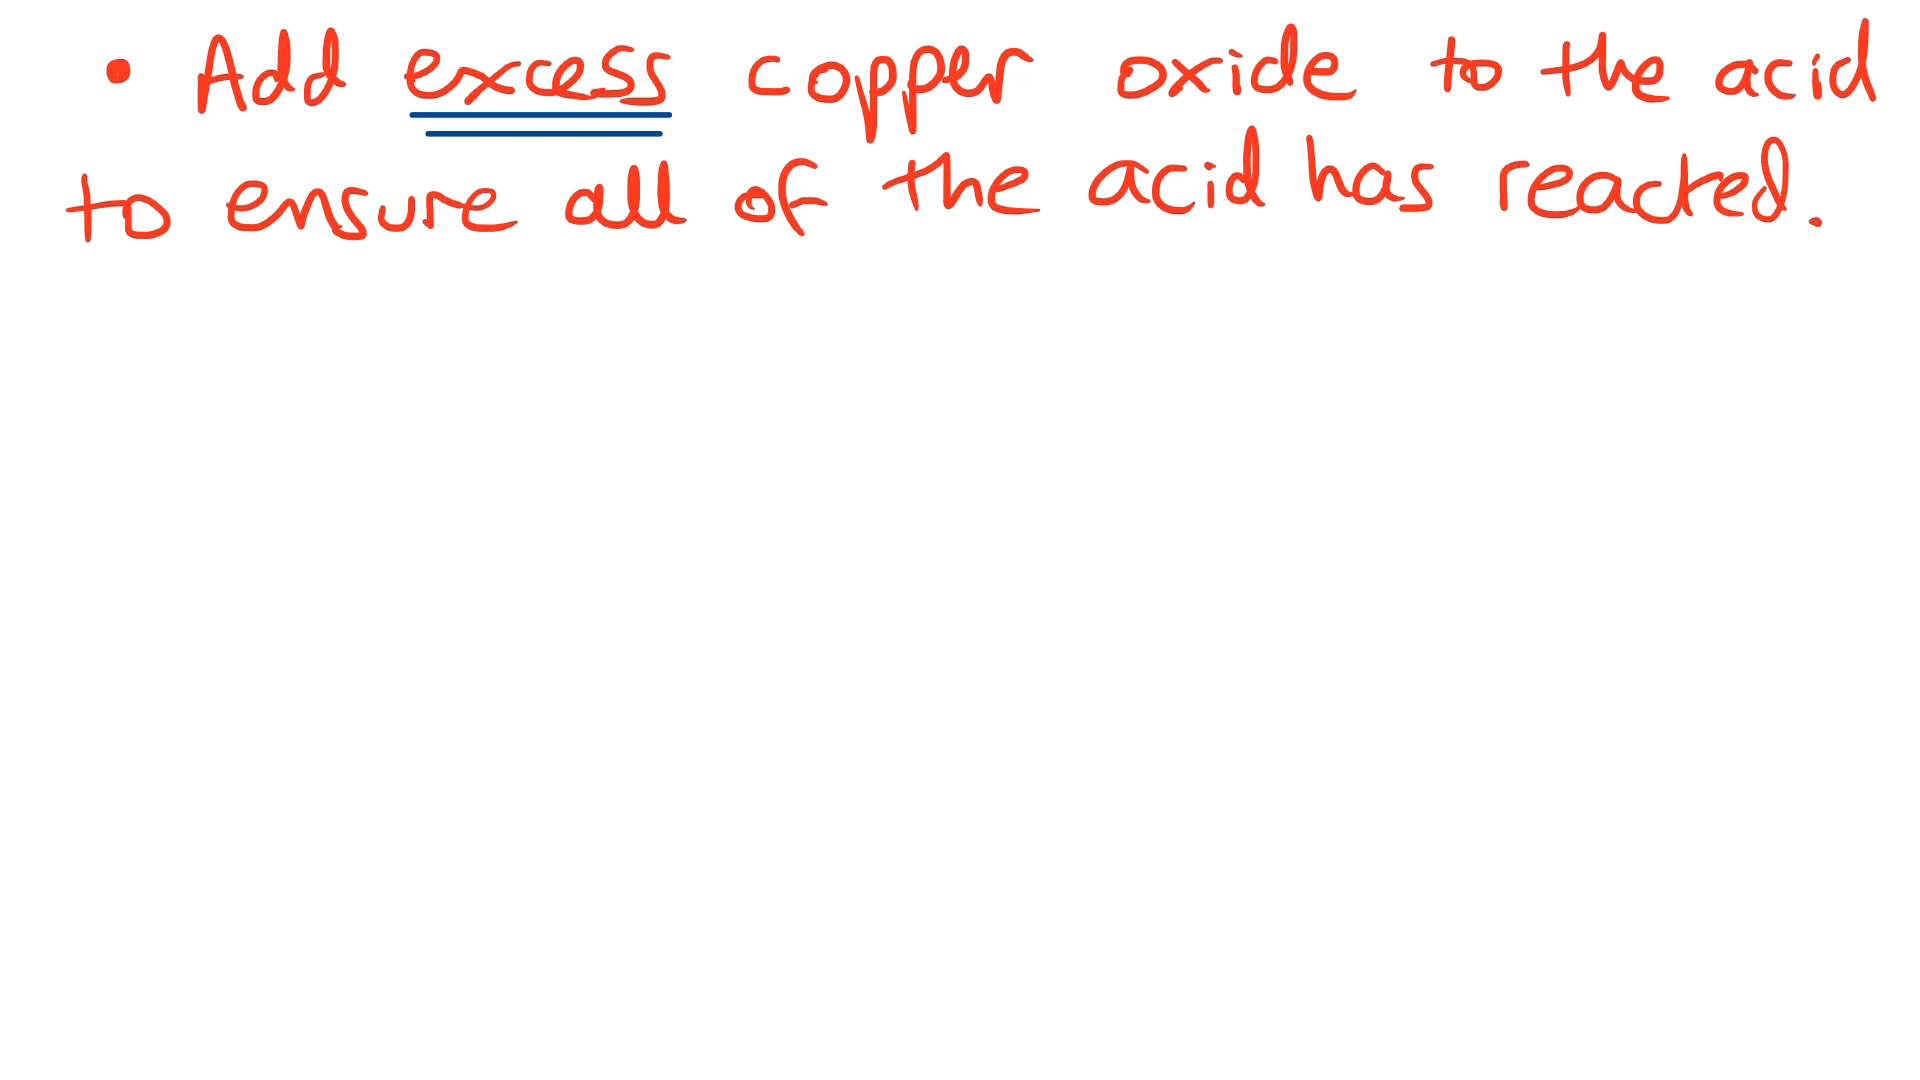 • Add excess copper oxide to the acid
to ensure all of the acid has reacted.